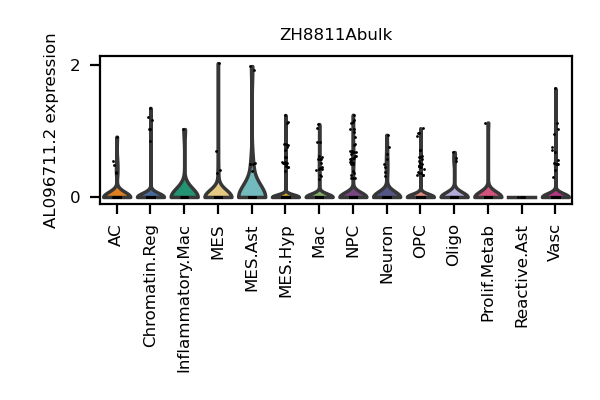 ZH8811Abulk
AL096711.2 expression
2
0
AC
Chromatin.Reg
Inflammatory.Mac
MES
MES.Ast
MES.Hyp
Mac
NPC
Neuron
OPC
Oligo
Prolif.Metab
Reactive.Ast
Vasc